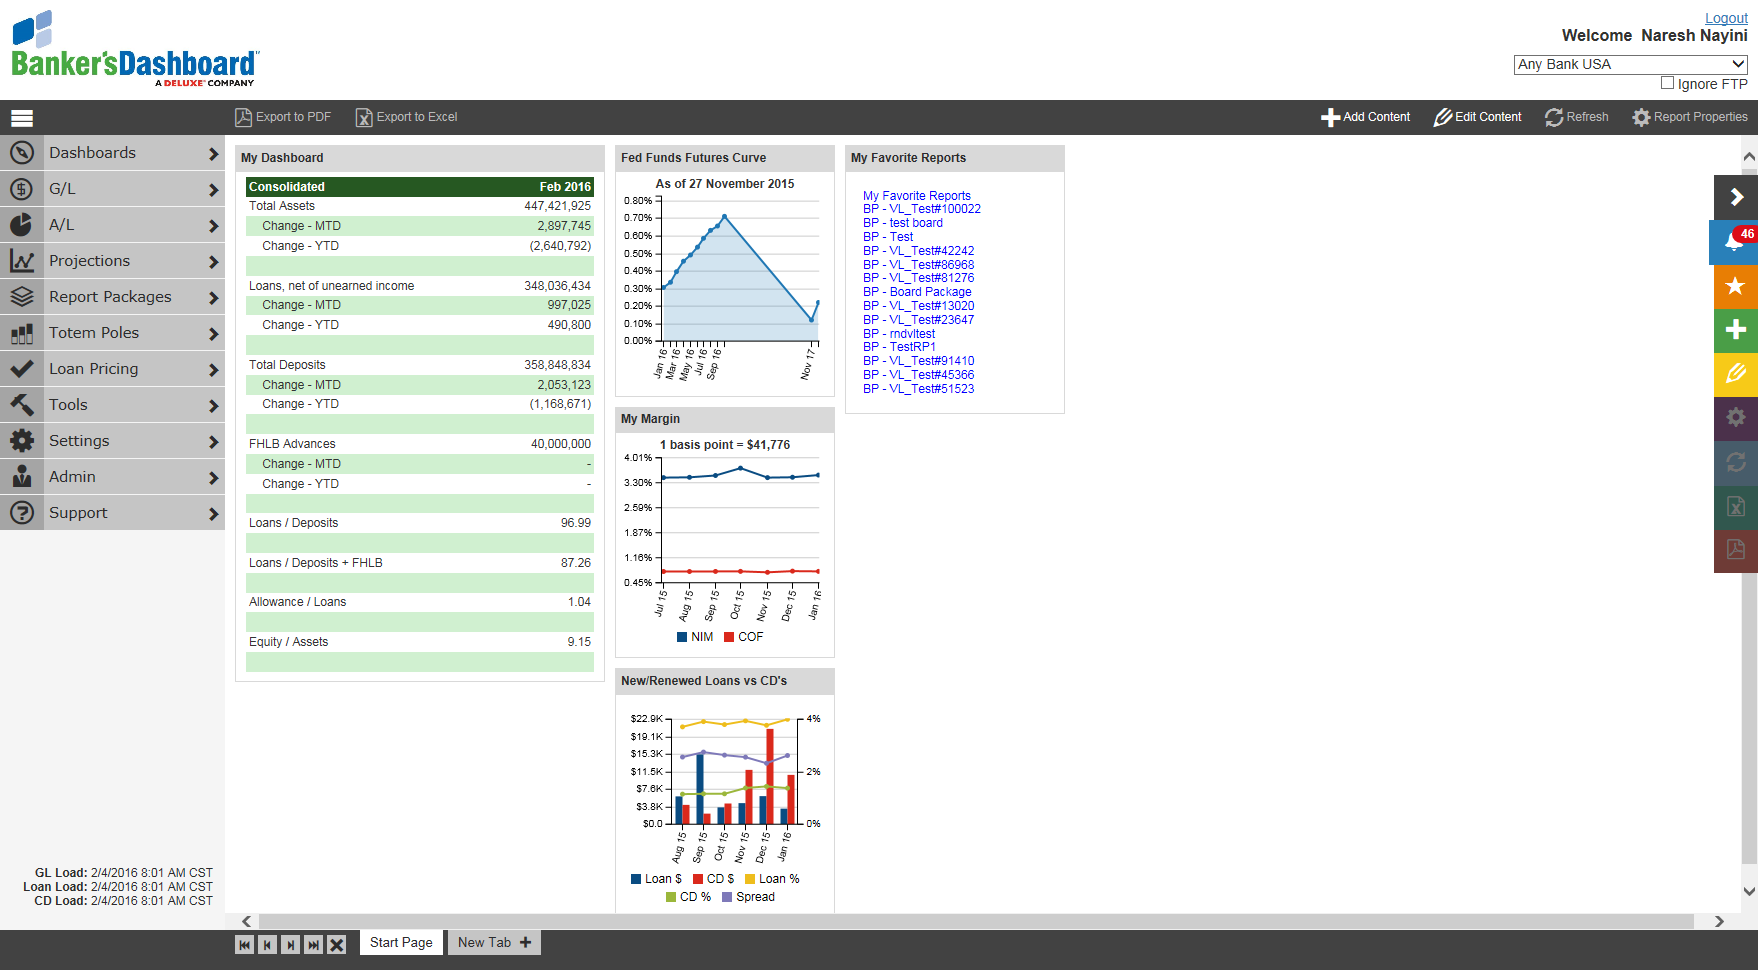 Logout
Welcome Naresh Nayini
Banker'sDashboard
A DELUXE COMPANY
Any Bank USA
Ignore FTP
Export to PDF Export to Excel Add Content Edit Content Refresh Report Properties
Dashboards
G/L
A/L
Projections
Report Packages
Totem Poles
Loan Pricing
Tools
Settings
Admin
Support
GL Load: 2/4/2016 8:01 AM CST
Loan Load: 2/4/2016 8:01 AM CST
CD Load: 2/4/2016 8:01 AM CST
My Dashboard
Consolidated Feb 2016
Total Assets 447,421,925
Change - MTD 2,897,745
Change - YTD (2,640,792)
Loans, net of unearned income 348,036,434
Change - MTD 997,025
Change - YTD 490,800
Total Deposits 358,848,834
Change - MTD 2,053,123
Change - YTD (1,168,671)
FHLB Advances 40,000,000
Change - MTD -
Change - YTD -
Loans / Deposits 96.99
Loans / Deposits + FHLB 87.26
Allowance / Loans 1.04
Equity / Assets 9.15
Fed Funds Futures Curve
As of 27 November 2015
0.80%
0.70%
0.60%
0.50%
0.40%
0.30%
0.20%
0.10%
0.00%
Jan 16 Mar 16 May 16 Jul 16 Sep 16 Nov 17
My Margin
1 basis point = $41,776
4.01%
3.30%
2.59%
1.87%
1.16%
0.45%
Jul 15 Aug 15 Sep 15 Oct 15 Nov 15 Dec 15 Jan 16
NIM COF
New/Renewed Loans vs CD's
$22.9K 4%
$19.1K
$15.3K
$11.5K 2%
$7.6K
$3.8K
$0.0 0%
Aug 15 Sep 15 Oct 15 Nov 15 Dec 15 Jan 16
Loan $ CD $ Loan %
CD % Spread
My Favorite Reports
My Favorite Reports
BP - VL_Test#100022
BP - test board
BP - Test
BP - VL_Test#42242
BP - VL_Test#86968
BP - VL_Test#81276
BP - Board Package
BP - VL_Test#13020
BP - VL_Test#23647
BP - rndvltest
BP - TestRP1
BP - VL_Test#91410
BP - VL_Test#45366
BP - VL_Test#51523
46
Start Page New Tab